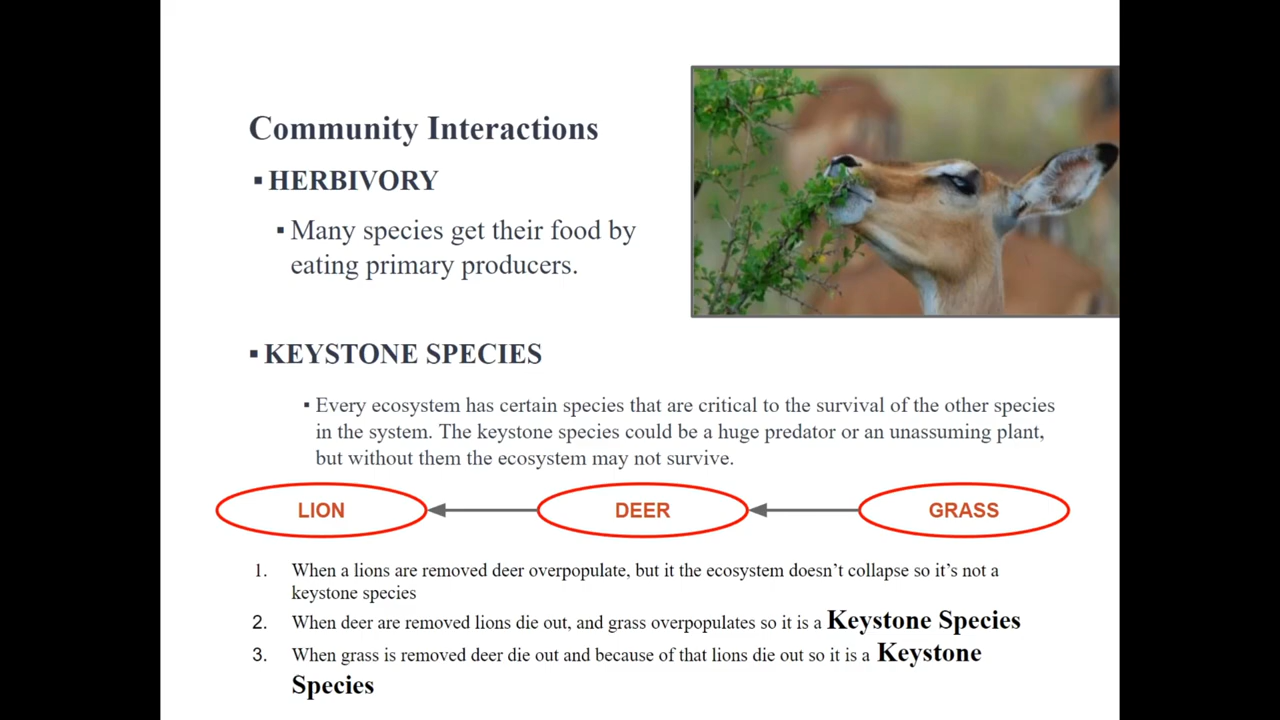 Community Interactions
▪ HERBIVORY
▪ Many species get their food by
eating primary producers.
▪ KEYSTONE SPECIES
▪ Every ecosystem has certain species that are critical to the survival of the other species
in the system. The keystone species could be a huge predator or an unassuming plant,
but without them the ecosystem may not survive.
LION DEER GRASS
1. When a lions are removed deer overpopulate, but it the ecosystem doesn’t collapse so it’s not a
keystone species
2. When deer are removed lions die out, and grass overpopulates so it is a Keystone Species
3. When grass is removed deer die out and because of that lions die out so it is a Keystone
Species